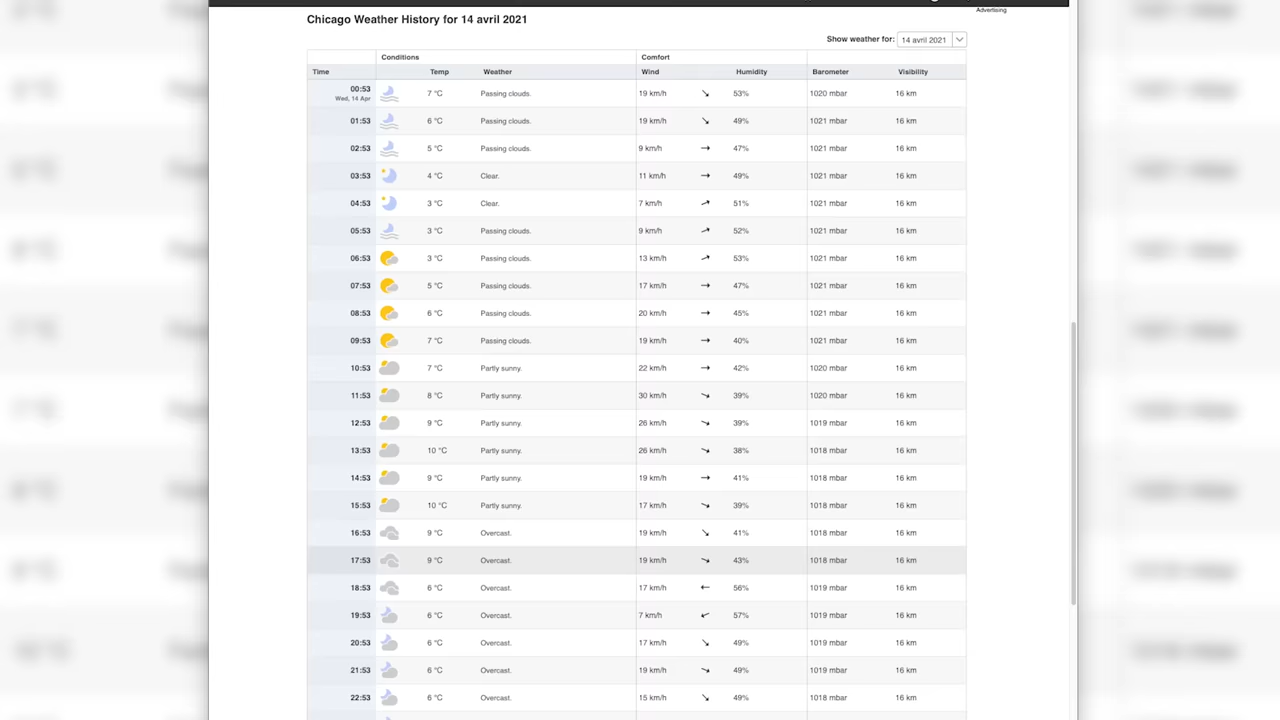 Advertising
Chicago Weather History for 14 avril 2021
Show weather for: 14 avril 2021
Conditions Comfort
Time Temp Weather Wind Humidity Barometer Visibility
00:53 7 °C Passing clouds. 19 km/h ↘ 53% 1020 mbar 16 km
Wed, 14 Apr
01:53 6 °C Passing clouds. 19 km/h 49% 1021 mbar 16 km
02:53 5 °C Passing clouds. 9 km/h 47% 1021 mbar 16 km
03:53 4 °C Clear. 11 km/h 49% 1021 mbar 16 km
04:53 3 °C Clear. 7 km/h 51% 1021 mbar 16 km
05:53 3 °C Passing clouds. 9 km/h 52% 1021 mbar 16 km
06:53 3 °C Passing clouds. 13 km/h 53% 1021 mbar 16 km
07:53 5 °C Passing clouds. 17 km/h 47% 1021 mbar 16 km
08:53 6 °C Passing clouds. 20 km/h 45% 1021 mbar 16 km
09:53 7 °C Passing clouds. 19 km/h 40% 1021 mbar 16 km
10:53 7 °C Partly sunny. 22 km/h 42% 1020 mbar 16 km
11:53 8 °C Partly sunny. 30 km/h 39% 1020 mbar 16 km
12:53 9 °C Partly sunny. 26 km/h 39% 1019 mbar 16 km
13:53 10 °C Partly sunny. 26 km/h 38% 1018 mbar 16 km
14:53 9 °C Partly sunny. 19 km/h 41% 1018 mbar 16 km
15:53 10 °C Partly sunny. 17 km/h 39% 1018 mbar 16 km
16:53 9 °C Overcast. 19 km/h 41% 1018 mbar 16 km
17:53 9 °C Overcast. 19 km/h 43% 1018 mbar 16 km
18:53 6 °C Overcast. 17 km/h 56% 1019 mbar 16 km
19:53 6 °C Overcast. 7 km/h 57% 1019 mbar 16 km
20:53 6 °C Overcast. 17 km/h 49% 1019 mbar 16 km
21:53 6 °C Overcast. 19 km/h 49% 1019 mbar 16 km
22:53 6 °C Overcast. 15 km/h 49% 1018 mbar 16 km